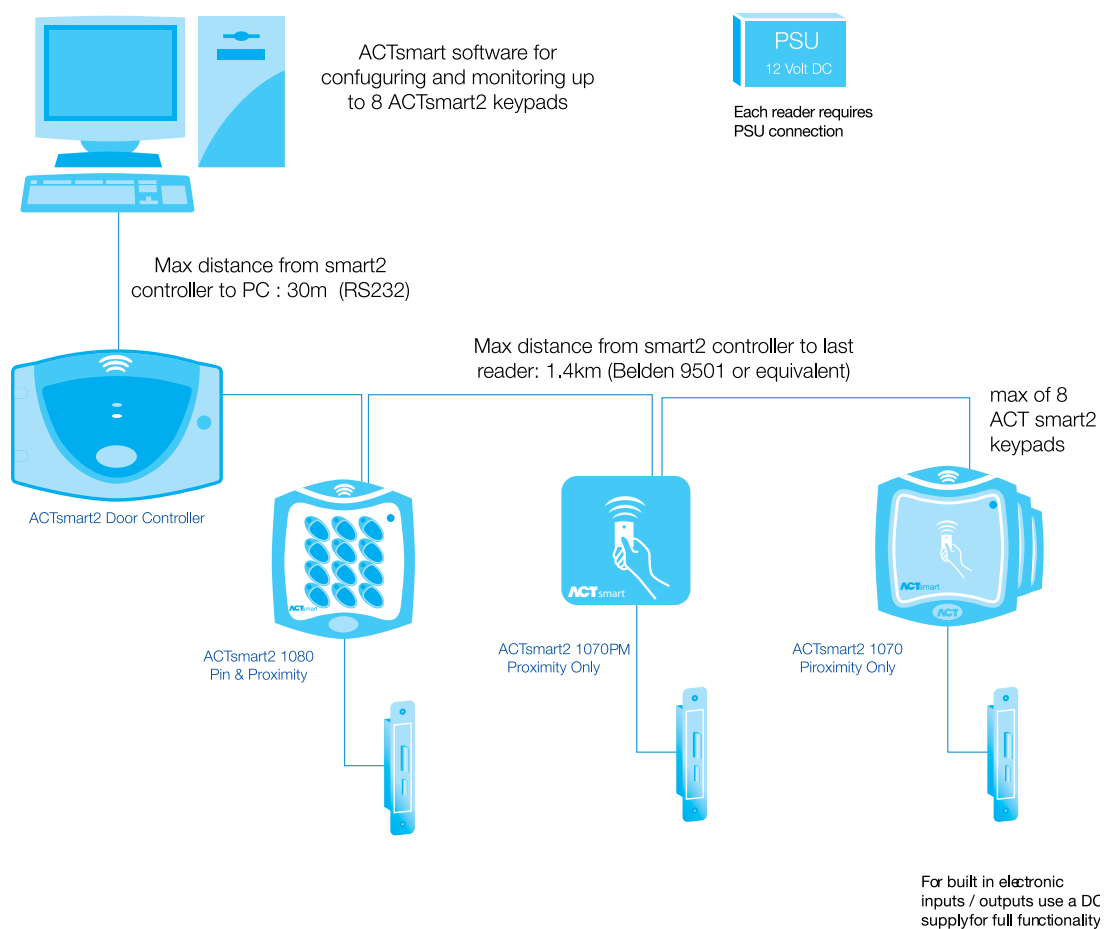 ACTsmart software for
confuguring and monitoring up
to 8 ACTsmart2 keypads
PSU
12 Volt DC
Each reader requires
PSU connection
Max distance from smart2
controller to PC : 30m (RS232)
Max distance from smart2 controller to last
reader: 1.4km (Belden 9501 or equivalent)
max of 8
ACT smart2
keypads
ACTsmart2 Door Controller
ACTsmart
ACTsmart
ACTsmart
ACT
ACTsmart2 1080
Pin & Proximity
ACTsmart2 1070PM
Proximity Only
ACTsmart2 1070
Piroximity Only
For built in electronic
inputs / outputs use a DC
supplyfor full functionality